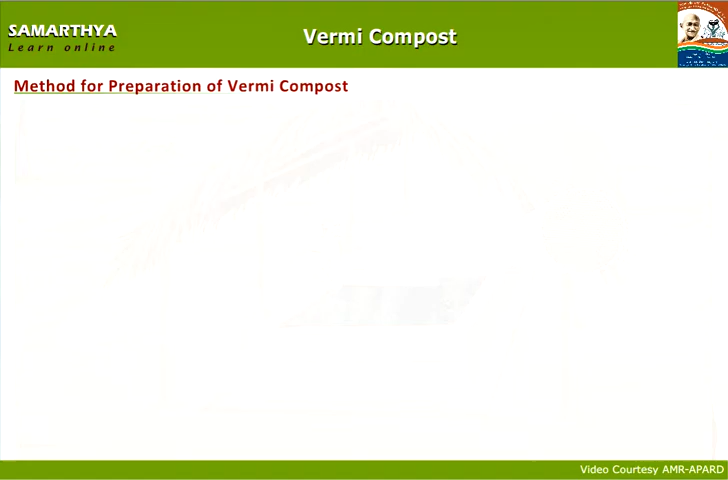 SAMARTHYA
Learn online
Vermi Compost
Method for Preparation of Vermi Compost
Video Courtesy AMR-APARD